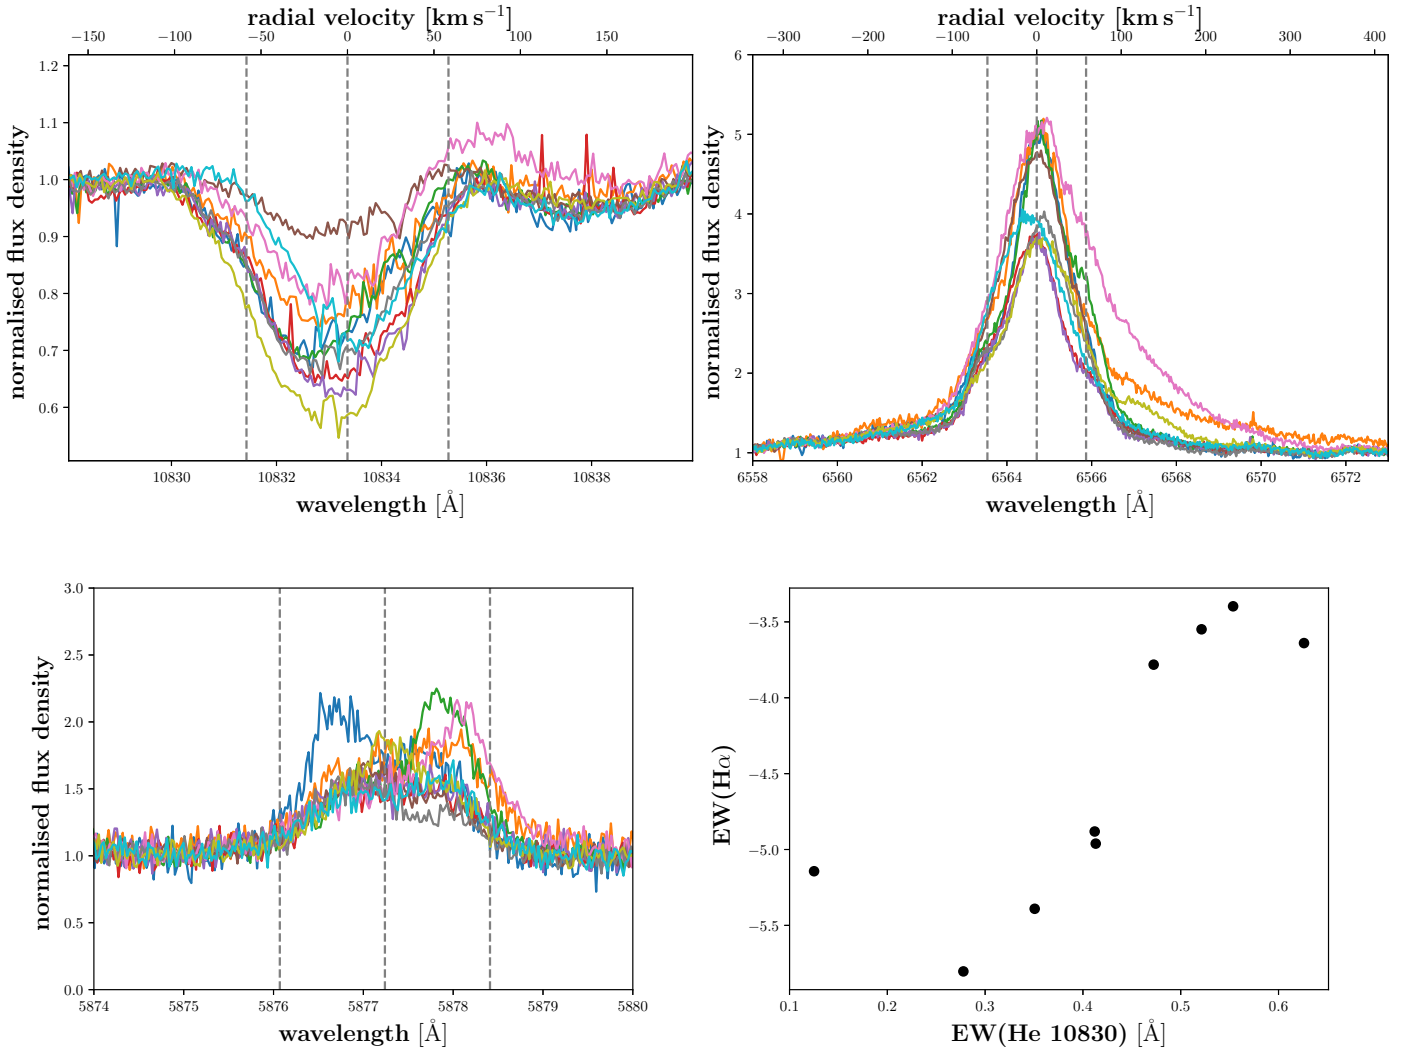 radial velocity [km s⁻¹]
−150 −100 −50 0 50 100 150
1.2
1.1
1.0
0.9
0.8
0.7
0.6
normalised flux density
10830 10832 10834 10836 10838
wavelength [Å]
radial velocity [km s⁻¹]
−300 −200 −100 0 100 200 300 400
6
5
4
3
2
1
normalised flux density
6558 6560 6562 6564 6566 6568 6570 6572
wavelength [Å]
3.0
2.5
2.0
1.5
1.0
0.5
0.0
normalised flux density
5874 5875 5876 5877 5878 5879 5880
wavelength [Å]
−3.5
−4.0
−4.5
−5.0
−5.5
EW(Hα)
0.1 0.2 0.3 0.4 0.5 0.6
EW(He 10830) [Å]